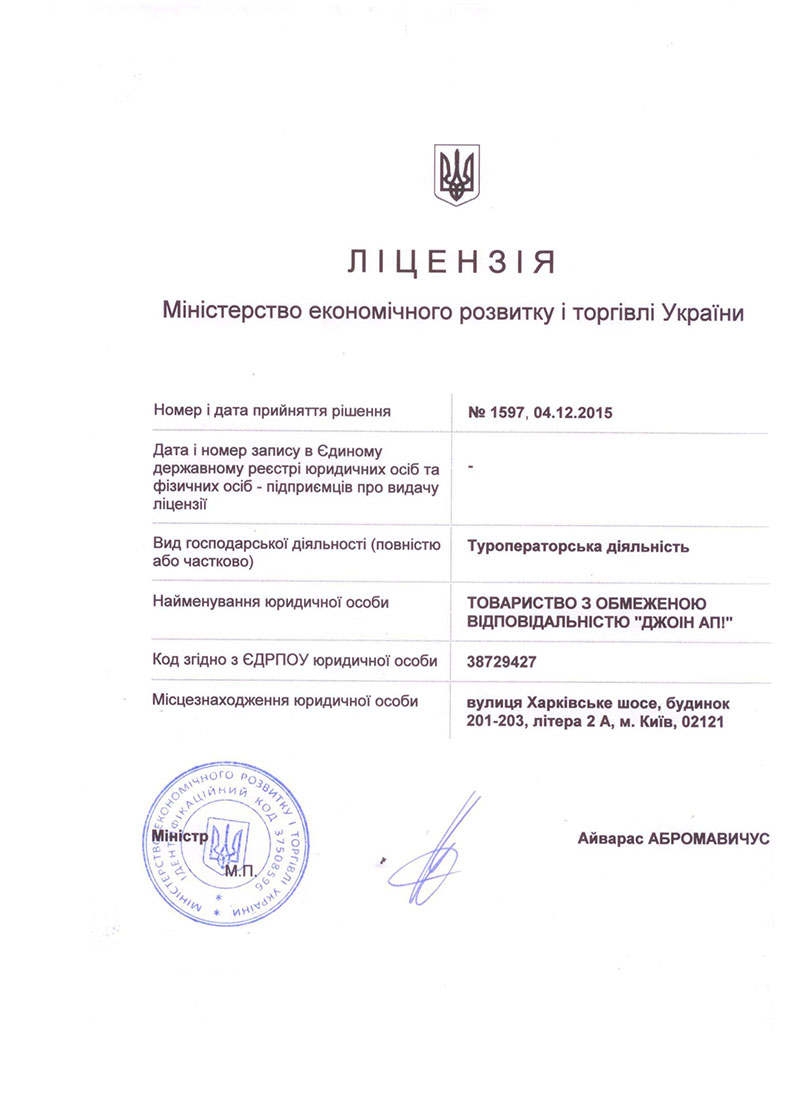 ЛІЦЕНЗІЯ
Міністерство економічного розвитку і торгівлі України
Номер і дата прийняття рішення
№ 1597, 04.12.2015
Дата і номер запису в Єдиному
державному реєстрі юридичних осіб та
фізичних осіб - підприємців про видачу
ліцензії
-
Вид господарської діяльності (повністю
або частково)
Туроператорська діяльність
Найменування юридичної особи
ТОВАРИСТВО З ОБМЕЖЕНОЮ
ВІДПОВІДАЛЬНІСТЮ "ДЖОІН АП!"
Код згідно з ЄДРПОУ юридичної особи
38729427
Місцезнаходження юридичної особи
вулиця Харківське шосе, будинок
201-203, літера 2 А, м. Київ, 02121
Міністр
М.П.
Айварас АБРОМАВИЧУС
МІНІСТЕРСТВО ЕКОНОМІЧНОГО РОЗВИТКУ І ТОРГІВЛІ УКРАЇНИ *
ІДЕНТИФІКАЦІЙНИЙ КОД 37508596 *